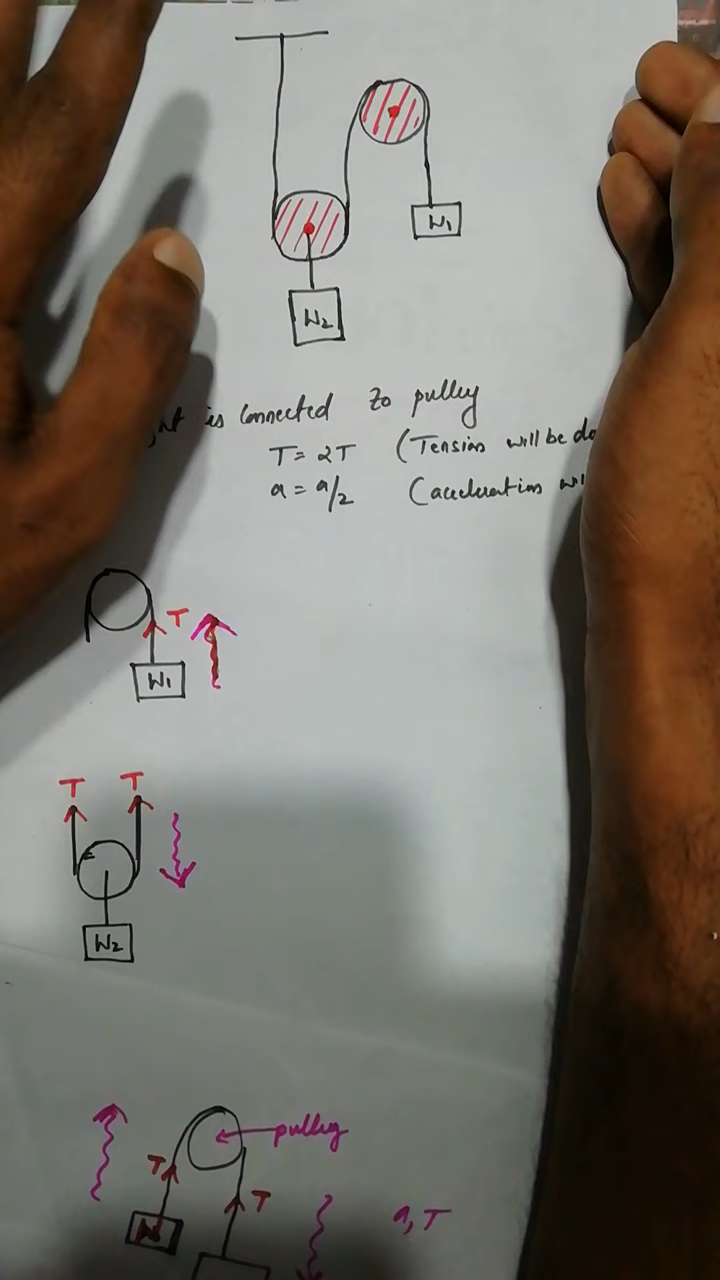 W1
W2
is Connected to pulley
T = 2T (Tension will be
a = a/2 (acceleration
T
W1
T T
W2
pulley
T
T
a, T